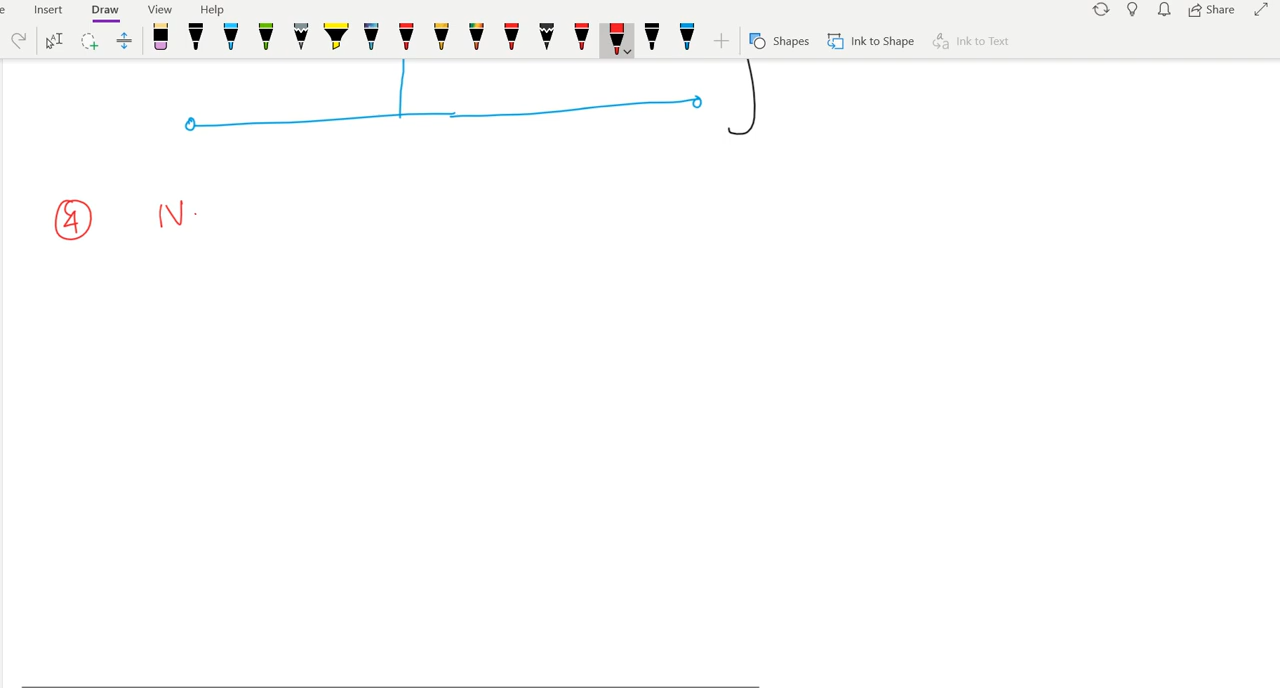 e Insert Draw View Help Share
Shapes Ink to Shape Ink to Text
④ N.